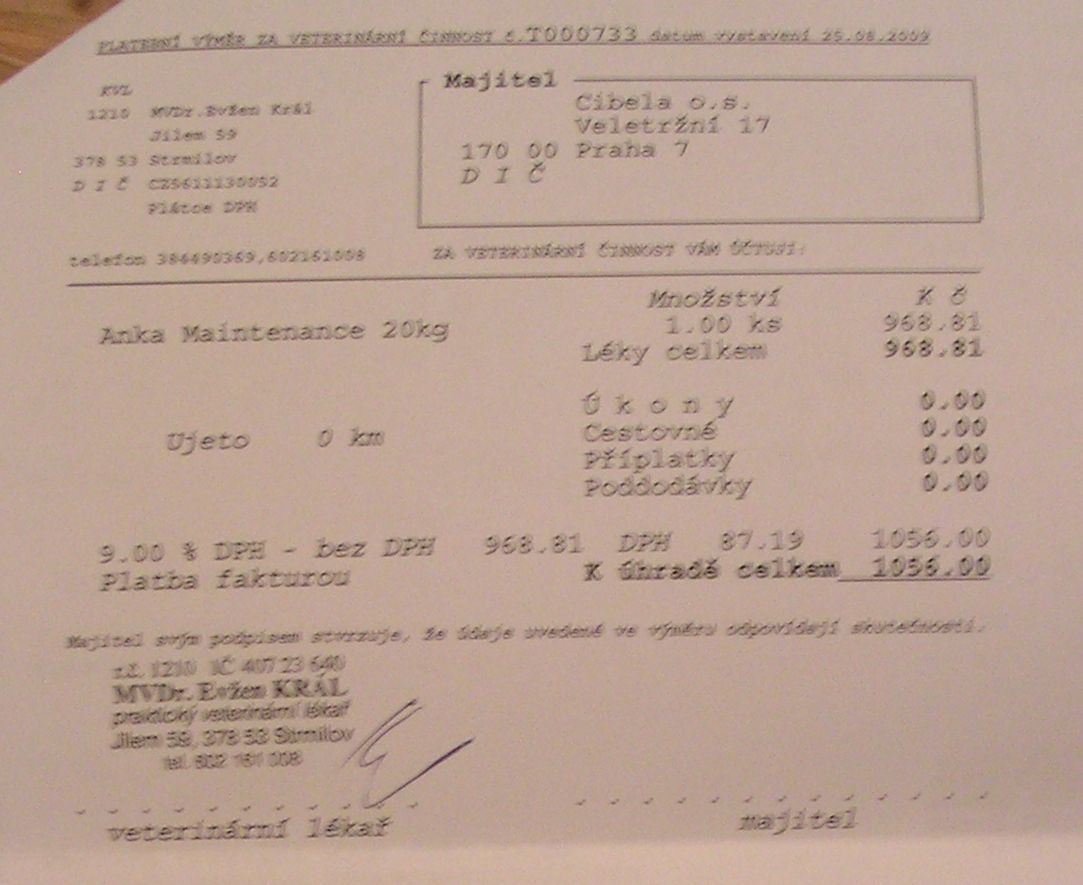 PLATEBNÍ VÝMĚR ZA VETERINÁRNÍ ČINNOST č.T000733 datum vystavení 25.08.2009
KVL
1210 MVDr.Evžen Král
Jilem 59
378 53 Strmilov
D I Č CZ5611130052
Plátce DPH
Majitel
Cibela o.s.
Veletržní 17
170 00 Praha 7
D I Č
telefon 384490369,602161008 ZA VETERINÁRNÍ ČINNOST VÁM ÚČTUJI:
Množství K č
Anka Maintenance 20kg 1.00 ks 968.81
Léky celkem 968.81
Ú k o n y 0.00
Ujeto 0 km Cestovné 0.00
Příplatky 0.00
Poddodávky 0.00
9.00 % DPH - bez DPH 968.81 DPH 87.19 1056.00
Platba fakturou K úhradě celkem 1056.00
Majitel svým podpisem stvrzuje, že údaje uvedené ve výměru odpovídají skutečnosti.
r.č. 1210 IČ 407 23 640
MVDr. Evžen KRÁL
praktický veterinární lékař
Jilem 59, 378 53 Strmilov
tel. 602 161 008
veterinární lékař majitel